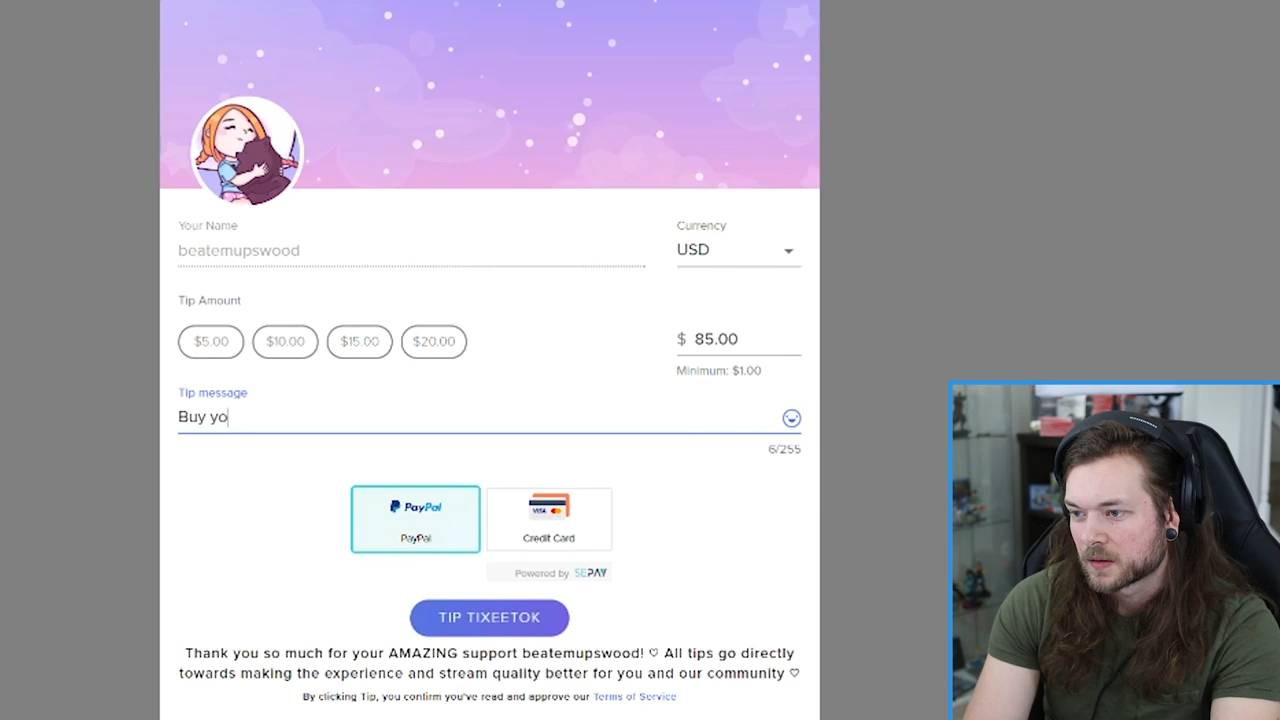 Your Name
beatemupswood
Currency
USD
Tip Amount
$5.00
$10.00
$15.00
$20.00
$ 85.00
Minimum: $1.00
Tip message
Buy yo
6/255
PayPal
PayPal
VISA
Credit Card
Powered by SEPAY
TIP TIXEETOK
Thank you so much for your AMAZING support beatemupswood! ♡ All tips go directly
towards making the experience and stream quality better for you and our community ♡
By clicking Tip, you confirm you've read and approve our Terms of Service